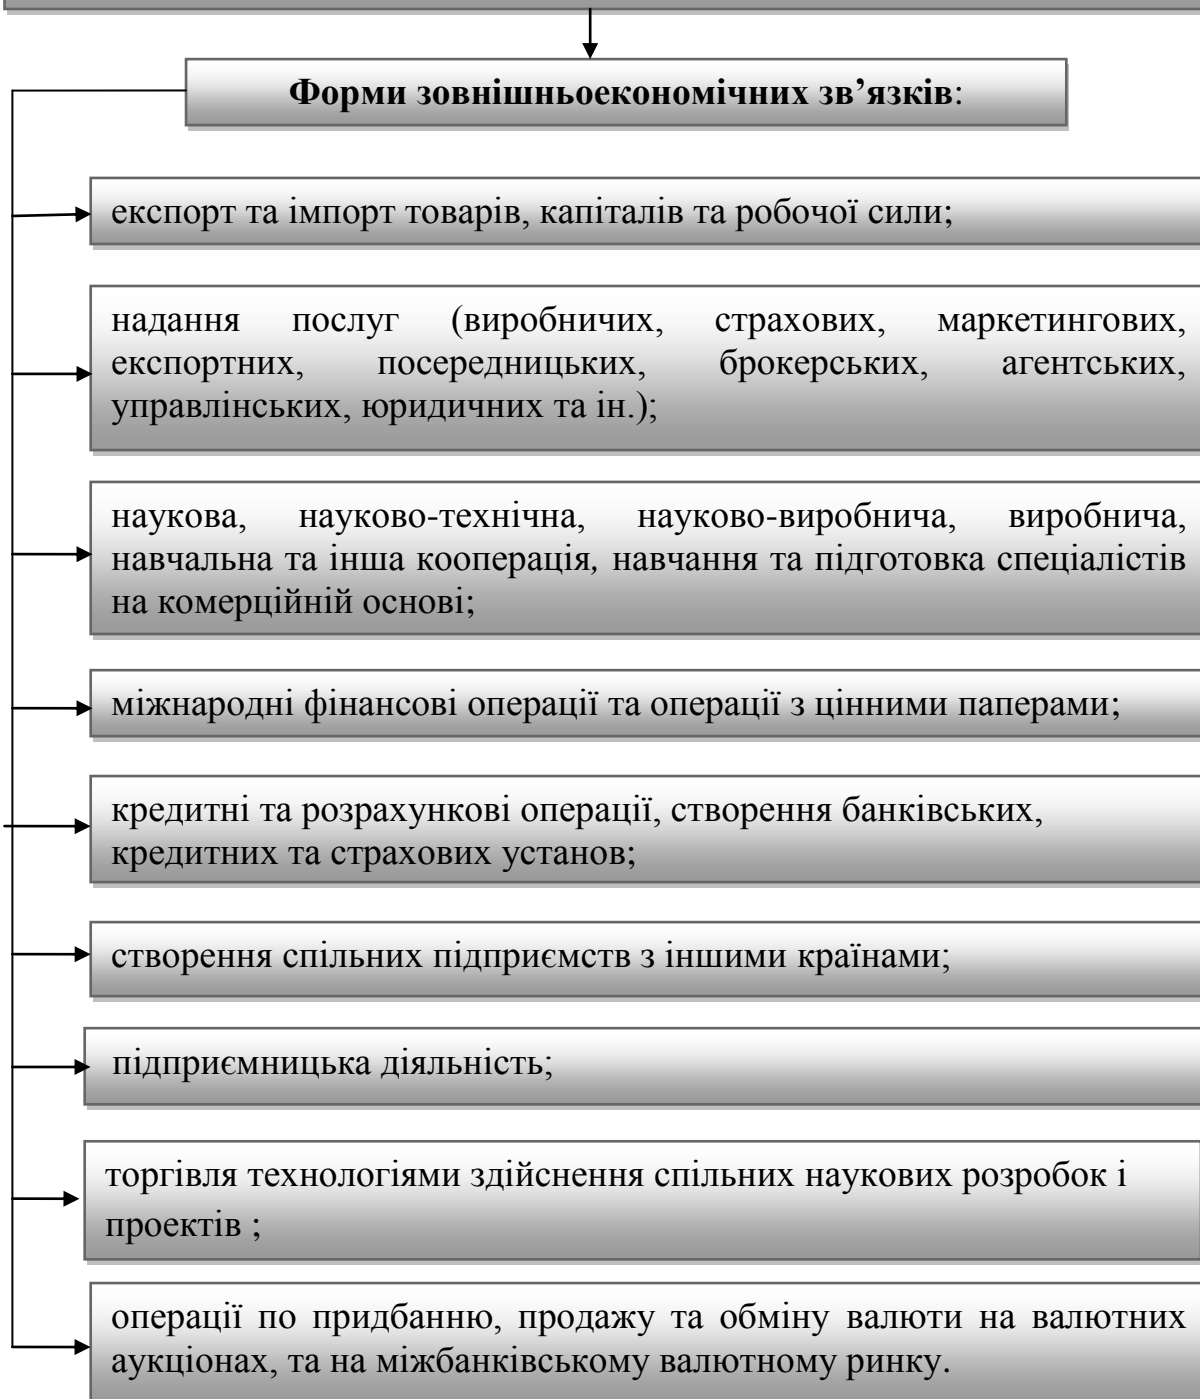 Форми зовнішньоекономічних зв’язків:
експорт та імпорт товарів, капіталів та робочої сили;
надання послуг (виробничих, страхових, маркетингових,
експортних, посередницьких, брокерських, агентських,
управлінських, юридичних та ін.);
наукова, науково-технічна, науково-виробнича, виробнича,
навчальна та інша кооперація, навчання та підготовка спеціалістів
на комерційній основі;
міжнародні фінансові операції та операції з цінними паперами;
кредитні та розрахункові операції, створення банківських,
кредитних та страхових установ;
створення спільних підприємств з іншими країнами;
підприємницька діяльність;
торгівля технологіями здійснення спільних наукових розробок і
проектів ;
операції по придбанню, продажу та обміну валюти на валютних
аукціонах, та на міжбанківському валютному ринку.